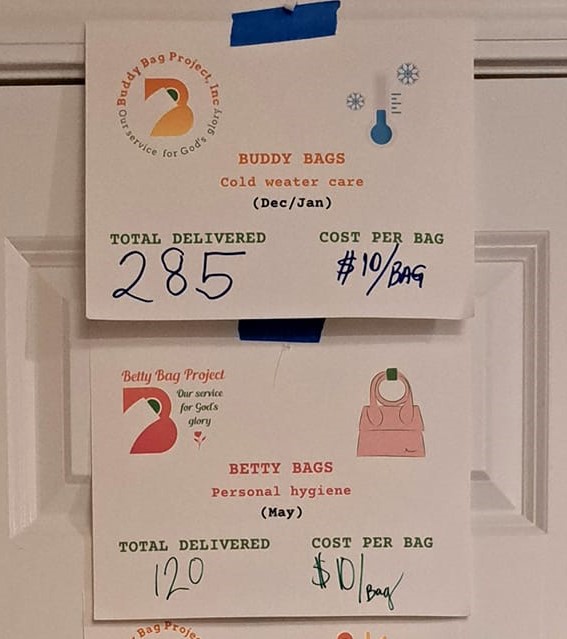 Buddy Bag Project, Inc
Our service for God's glory
BUDDY BAGS
Cold weater care
(Dec/Jan)
TOTAL DELIVERED COST PER BAG
285 $10/BAG
Betty Bag Project
Our service
for God's
glory
BETTY BAGS
Personal hygiene
(May)
TOTAL DELIVERED COST PER BAG
120 $10/Bag
Bag Project